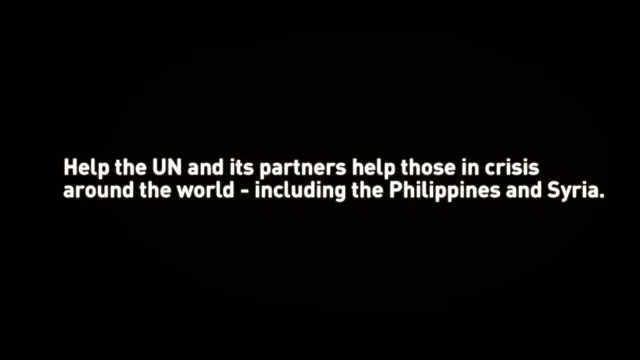 Help the UN and its partners help those in crisis
around the world - including the Philippines and Syria.